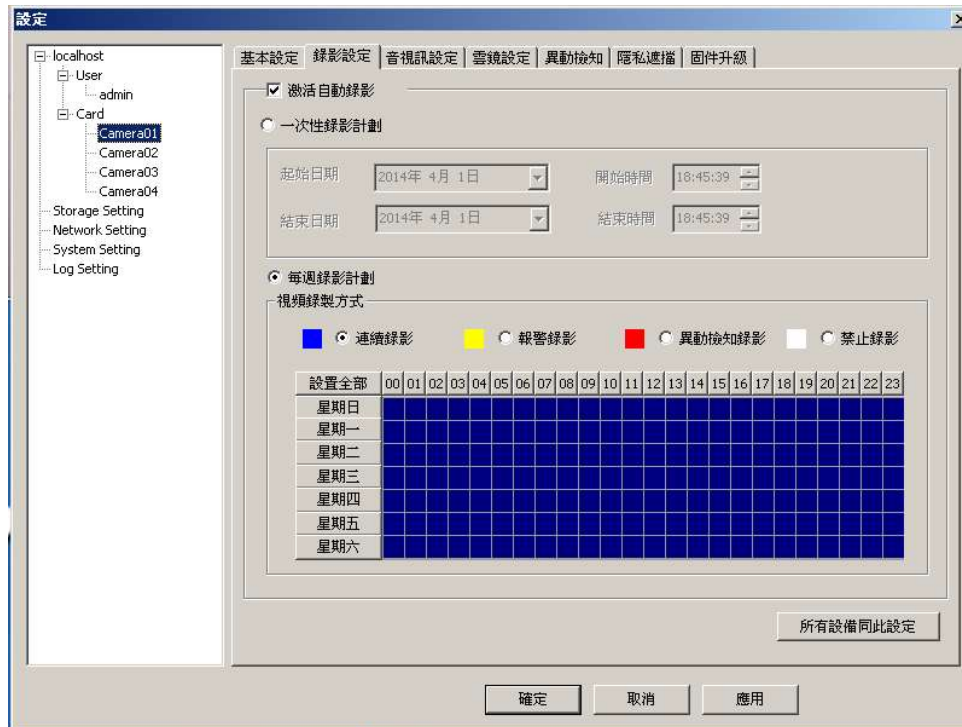 設定
localhost
User
admin
Card
Camera01
Camera02
Camera03
Camera04
Storage Setting
Network Setting
System Setting
Log Setting
基本設定 錄影設定 音視訊設定 雲鏡設定 異動檢知 隱私遮擋 固件升級
激活自動錄影
一次性錄影計劃
起始日期 2014年 4月 1日 開始時間 18:45:39
結束日期 2014年 4月 1日 結束時間 18:45:39
每週錄影計劃
視頻錄製方式
連續錄影 報警錄影 異動檢知錄影 禁止錄影
設置全部 00 01 02 03 04 05 06 07 08 09 10 11 12 13 14 15 16 17 18 19 20 21 22 23
星期日
星期一
星期二
星期三
星期四
星期五
星期六
所有設備同此設定
確定 取消 應用